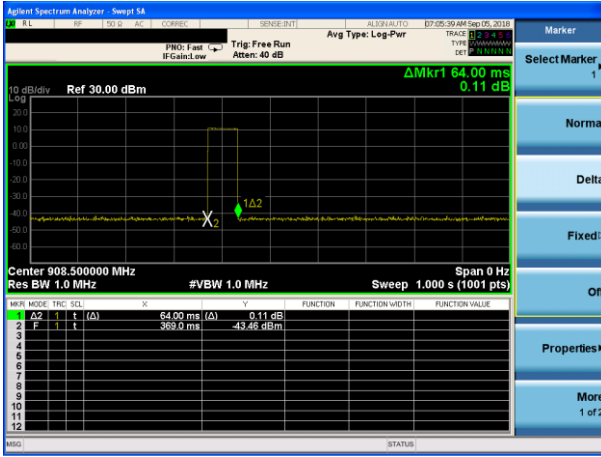 Agilent Spectrum Analyzer - Swept SA
RL RF 50 Ω AC CORREC SENSE:INT ALIGNAUTO 07:05:39 AM Sep 05, 2018
Avg Type: Log-Pwr TRACE 1 2 3 4 5 6
PNO: Fast Trig: Free Run TYPE
IFGain:Low Atten: 40 dB DET P N N N N N
Marker
Select Marker
1
Normal
Delta
Fixed
Off
Properties
More
1 of 2
ΔMkr1 64.00 ms
0.11 dB
10 dB/div Ref 30.00 dBm
Log
20.0
10.0
0.00
-10.0
-20.0
-30.0
-40.0
-50.0
-60.0
1Δ2
X2
Center 908.500000 MHz Span 0 Hz
Res BW 1.0 MHz #VBW 1.0 MHz Sweep 1.000 s (1001 pts)
MKR MODE TRC SCL X Y FUNCTION FUNCTION WIDTH FUNCTION VALUE
1 Δ2 1 t (Δ) 64.00 ms (Δ) 0.11 dB
2 F 1 t 369.0 ms -43.46 dBm
3
4
5
6
7
8
9
10
11
12
MSG STATUS